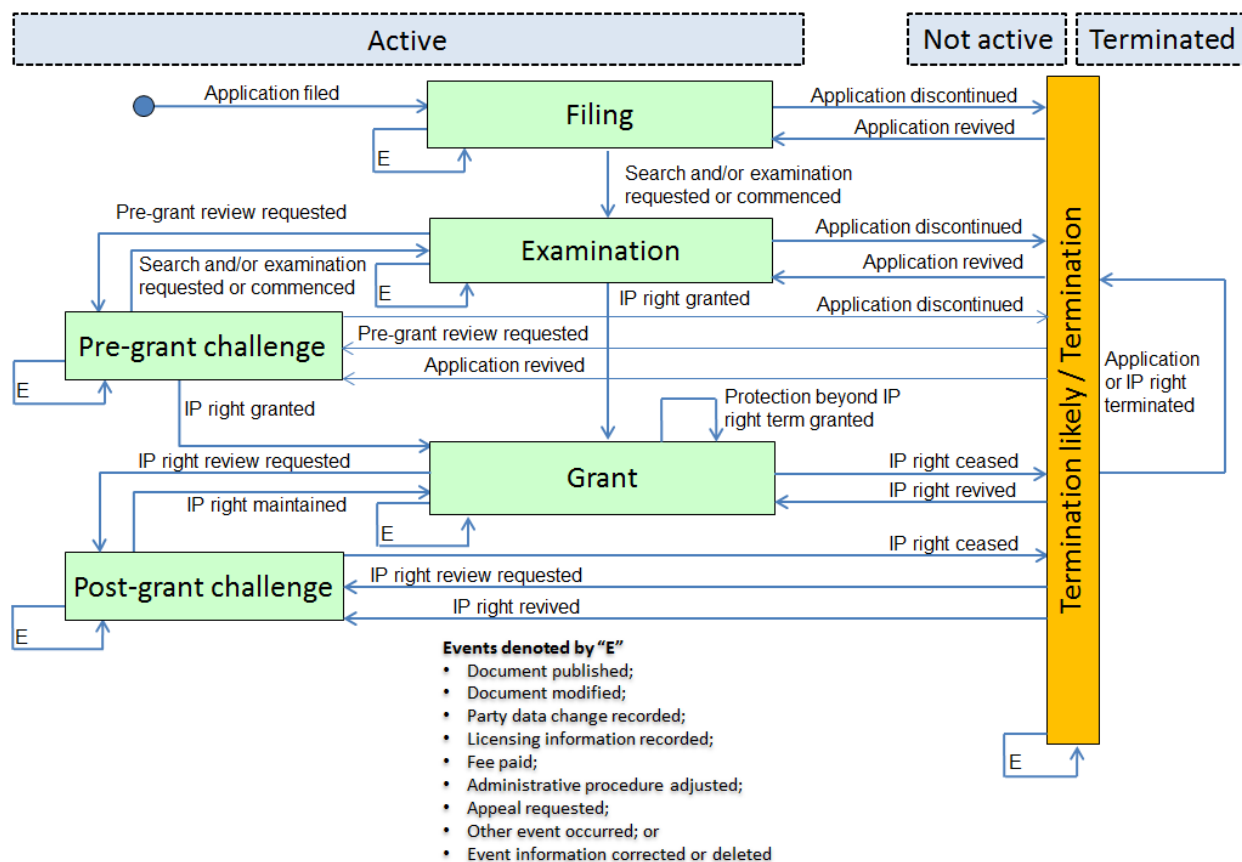 Active
Not active
Terminated
Application filed
Filing
Application discontinued
Application revived
E
Search and/or examination
requested or commenced
Pre-grant review requested
Examination
Application discontinued
Search and/or examination
requested or commenced
E
Application revived
IP right granted
Application discontinued
Pre-grant challenge
Pre-grant review requested
Application revived
E
Application
or IP right
terminated
IP right granted
Protection beyond IP
right term granted
IP right review requested
Grant
IP right ceased
IP right maintained
E
IP right revived
IP right ceased
Post-grant challenge
IP right review requested
IP right revived
E
Termination likely / Termination
E
Events denoted by “E”
• Document published;
• Document modified;
• Party data change recorded;
• Licensing information recorded;
• Fee paid;
• Administrative procedure adjusted;
• Appeal requested;
• Other event occurred; or
• Event information corrected or deleted